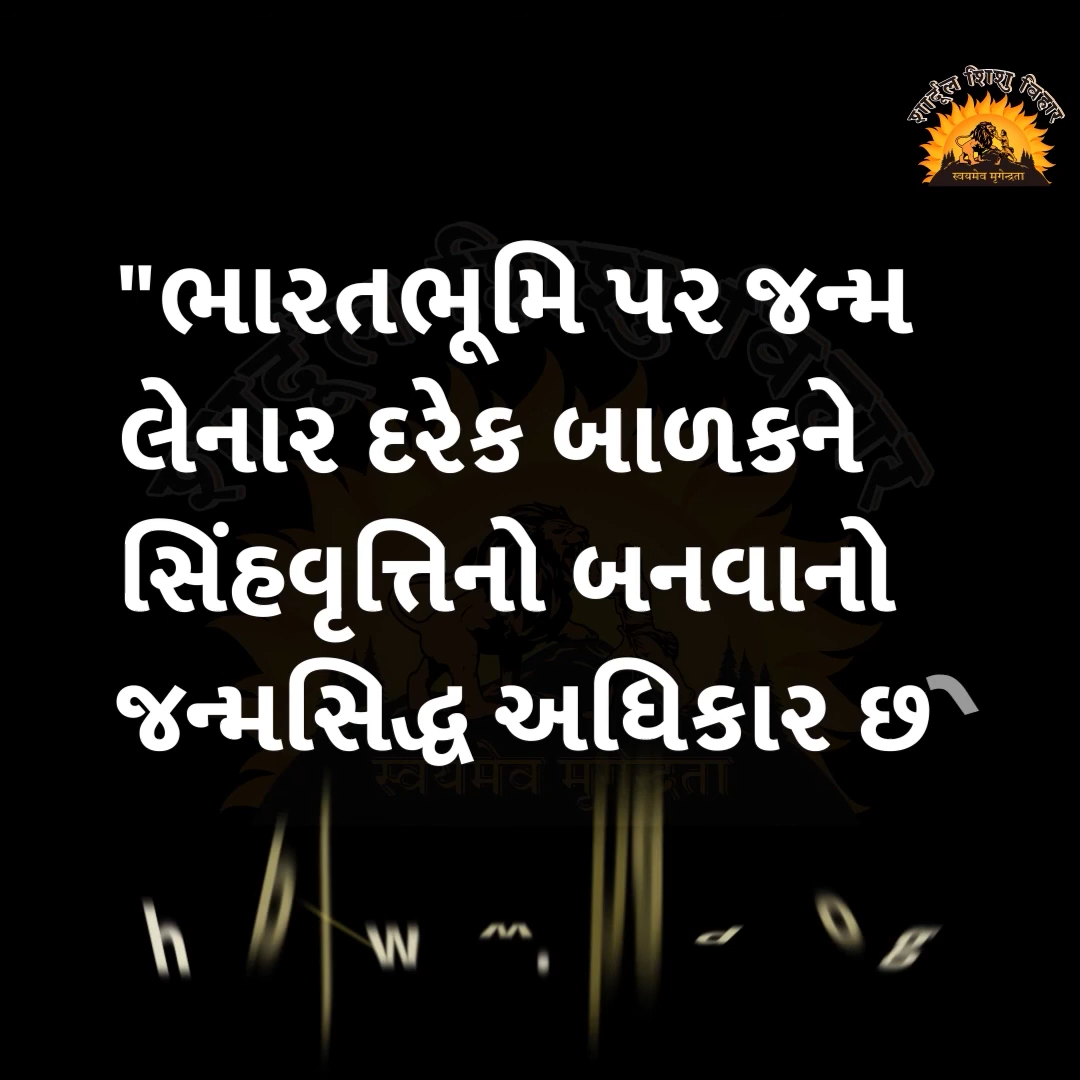 शार्दूल शिशु विहार
स्वयमेव मृगेन्द्रता
"ભારતભૂમિ પર જન્મ
લેનાર દરેક બાળકને
સિંહવૃત્તિનો બનવાનો
જન્મસિદ્ધ અધિકાર છ